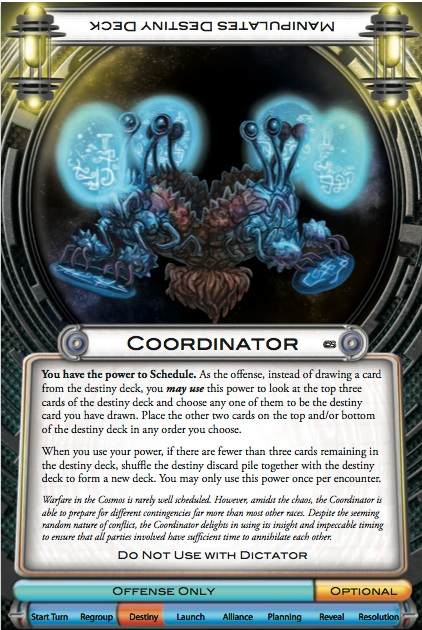 MANIPULATES DESTINY DECK
COORDINATOR
You have the power to Schedule. As the offense, instead of drawing a card
from the destiny deck, you may use this power to look at the top three
cards of the destiny deck and choose any one of them to be the destiny
card you have drawn. Place the other two cards on the top and/or bottom
of the destiny deck in any order you choose.
When you use your power, if there are fewer than three cards remaining in
the destiny deck, shuffle the destiny discard pile together with the destiny
deck to form a new deck. You may only use this power once per encounter.
Warfare in the Cosmos is rarely well scheduled. However, amidst the chaos, the Coordinator is
able to prepare for different contingencies far more than most other races. Despite the seeming
random nature of conflict, the Coordinator delights in using its insight and impeccable timing
to ensure that all parties involved have sufficient time to annihilate each other.
DO NOT USE WITH DICTATOR
OFFENSE ONLY OPTIONAL
Start Turn Regroup Destiny Launch Alliance Planning Reveal Resolution